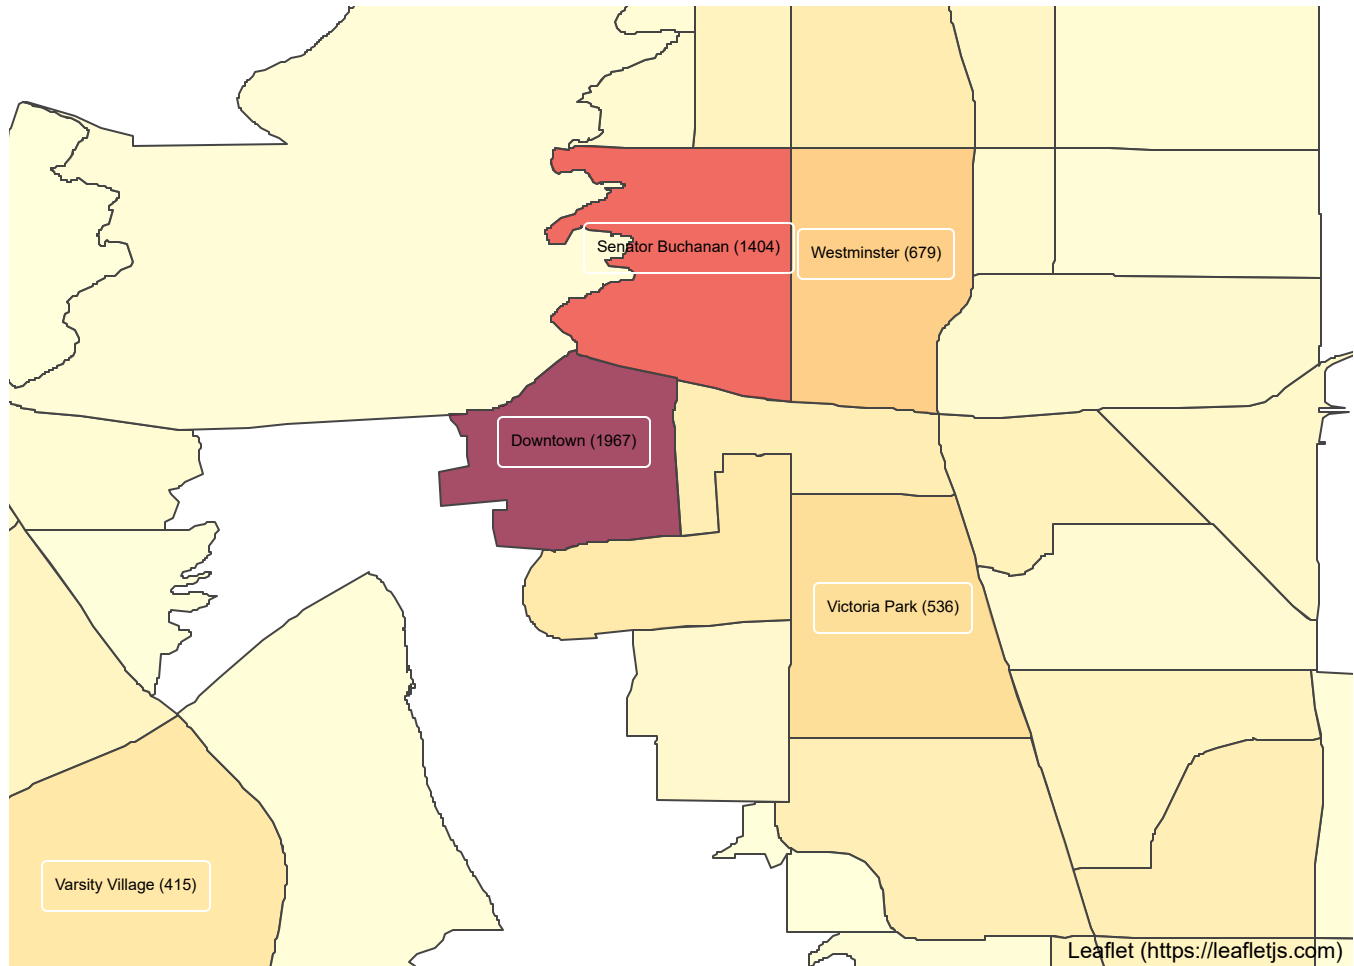 Senator Buchanan (1404)
Westminster (679)
Downtown (1967)
Victoria Park (536)
Varsity Village (415)
Leaflet (https://leafletjs.com)